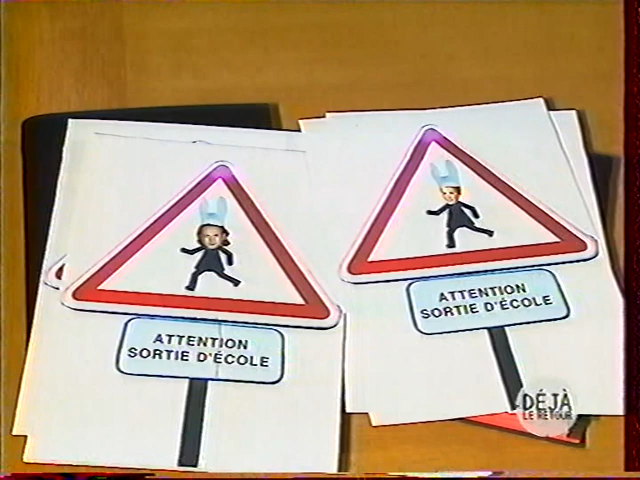 ATTENTION
SORTIE D'ÉCOLE
ATTENTION
SORTIE D'ÉCOLE
DÉJÀ
LE RETOUR